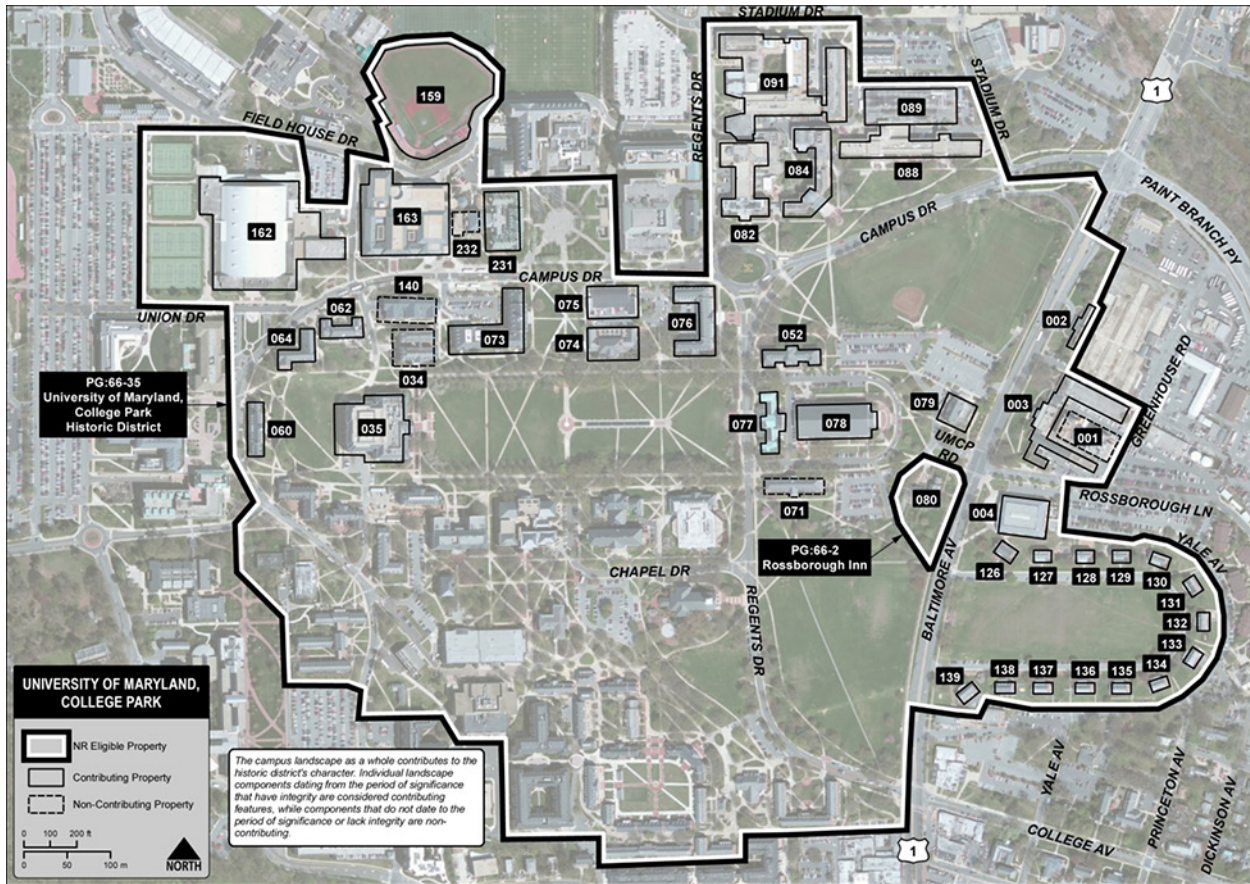 STADIUM DR
091
159
STADIUM DR
1
FIELD HOUSE DR
REGENTS DR
089
PAINT BRANCH PY
084
088
163
CAMPUS DR
162
082
232
231
CAMPUS DR
140
075
062
UNION DR
002
064
073
074
076
052
GREENHOUSE RD
034
PG:66-35
University of Maryland,
College Park
Historic District
079
003
060
035
077
078
001
UMCP
RD
071
080
ROSSBOROUGH LN
004
YALE AV
PG:66-2
Rossborough Inn
BALTIMORE AV
CHAPEL DR
REGENTS DR
126
127
128
129
130
131
132
133
134
139
138
137
136
135
UNIVERSITY OF MARYLAND,
COLLEGE PARK
NR Eligible Property
Contributing Property
Non-Contributing Property
0 100 200 ft
0 50 100 m
NORTH
The campus landscape as a whole contributes to the
historic district's character. Individual landscape
components dating from the period of significance
that have integrity are considered contributing
features, while components that do not date to the
period of significance or lack integrity are non-
contributing.
YALE AV
PRINCETON AV
DICKINSON AV
COLLEGE AV
1